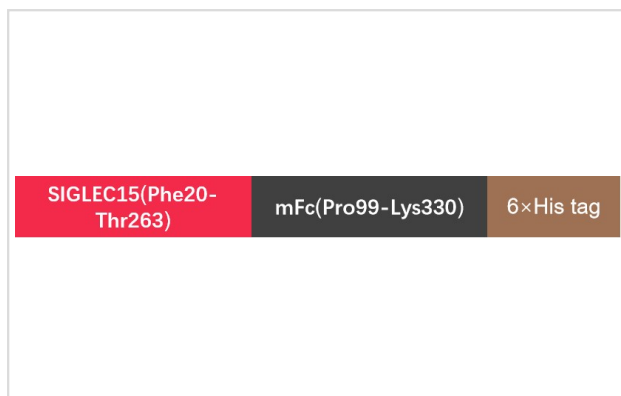 SIGLEC15(Phe20-
Thr263)
mFc(Pro99-Lys330)
6×His tag